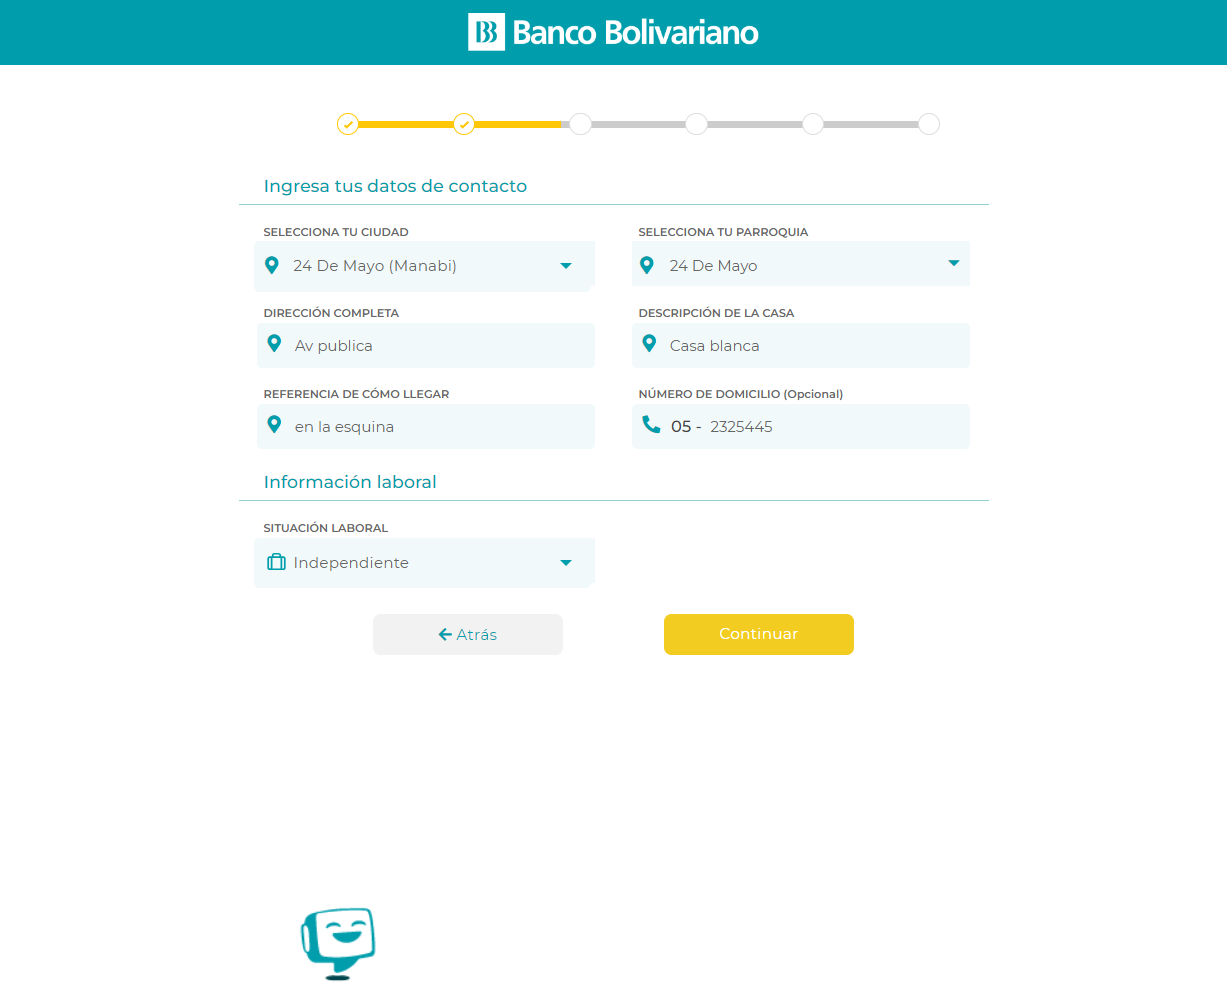 Banco Bolivariano
Ingresa tus datos de contacto
SELECCIONA TU CIUDAD
24 De Mayo (Manabi)
SELECCIONA TU PARROQUIA
24 De Mayo
DIRECCIÓN COMPLETA
Av publica
DESCRIPCIÓN DE LA CASA
Casa blanca
REFERENCIA DE CÓMO LLEGAR
en la esquina
NÚMERO DE DOMICILIO (Opcional)
05 - 2325445
Información laboral
SITUACIÓN LABORAL
Independiente
Atrás
Continuar